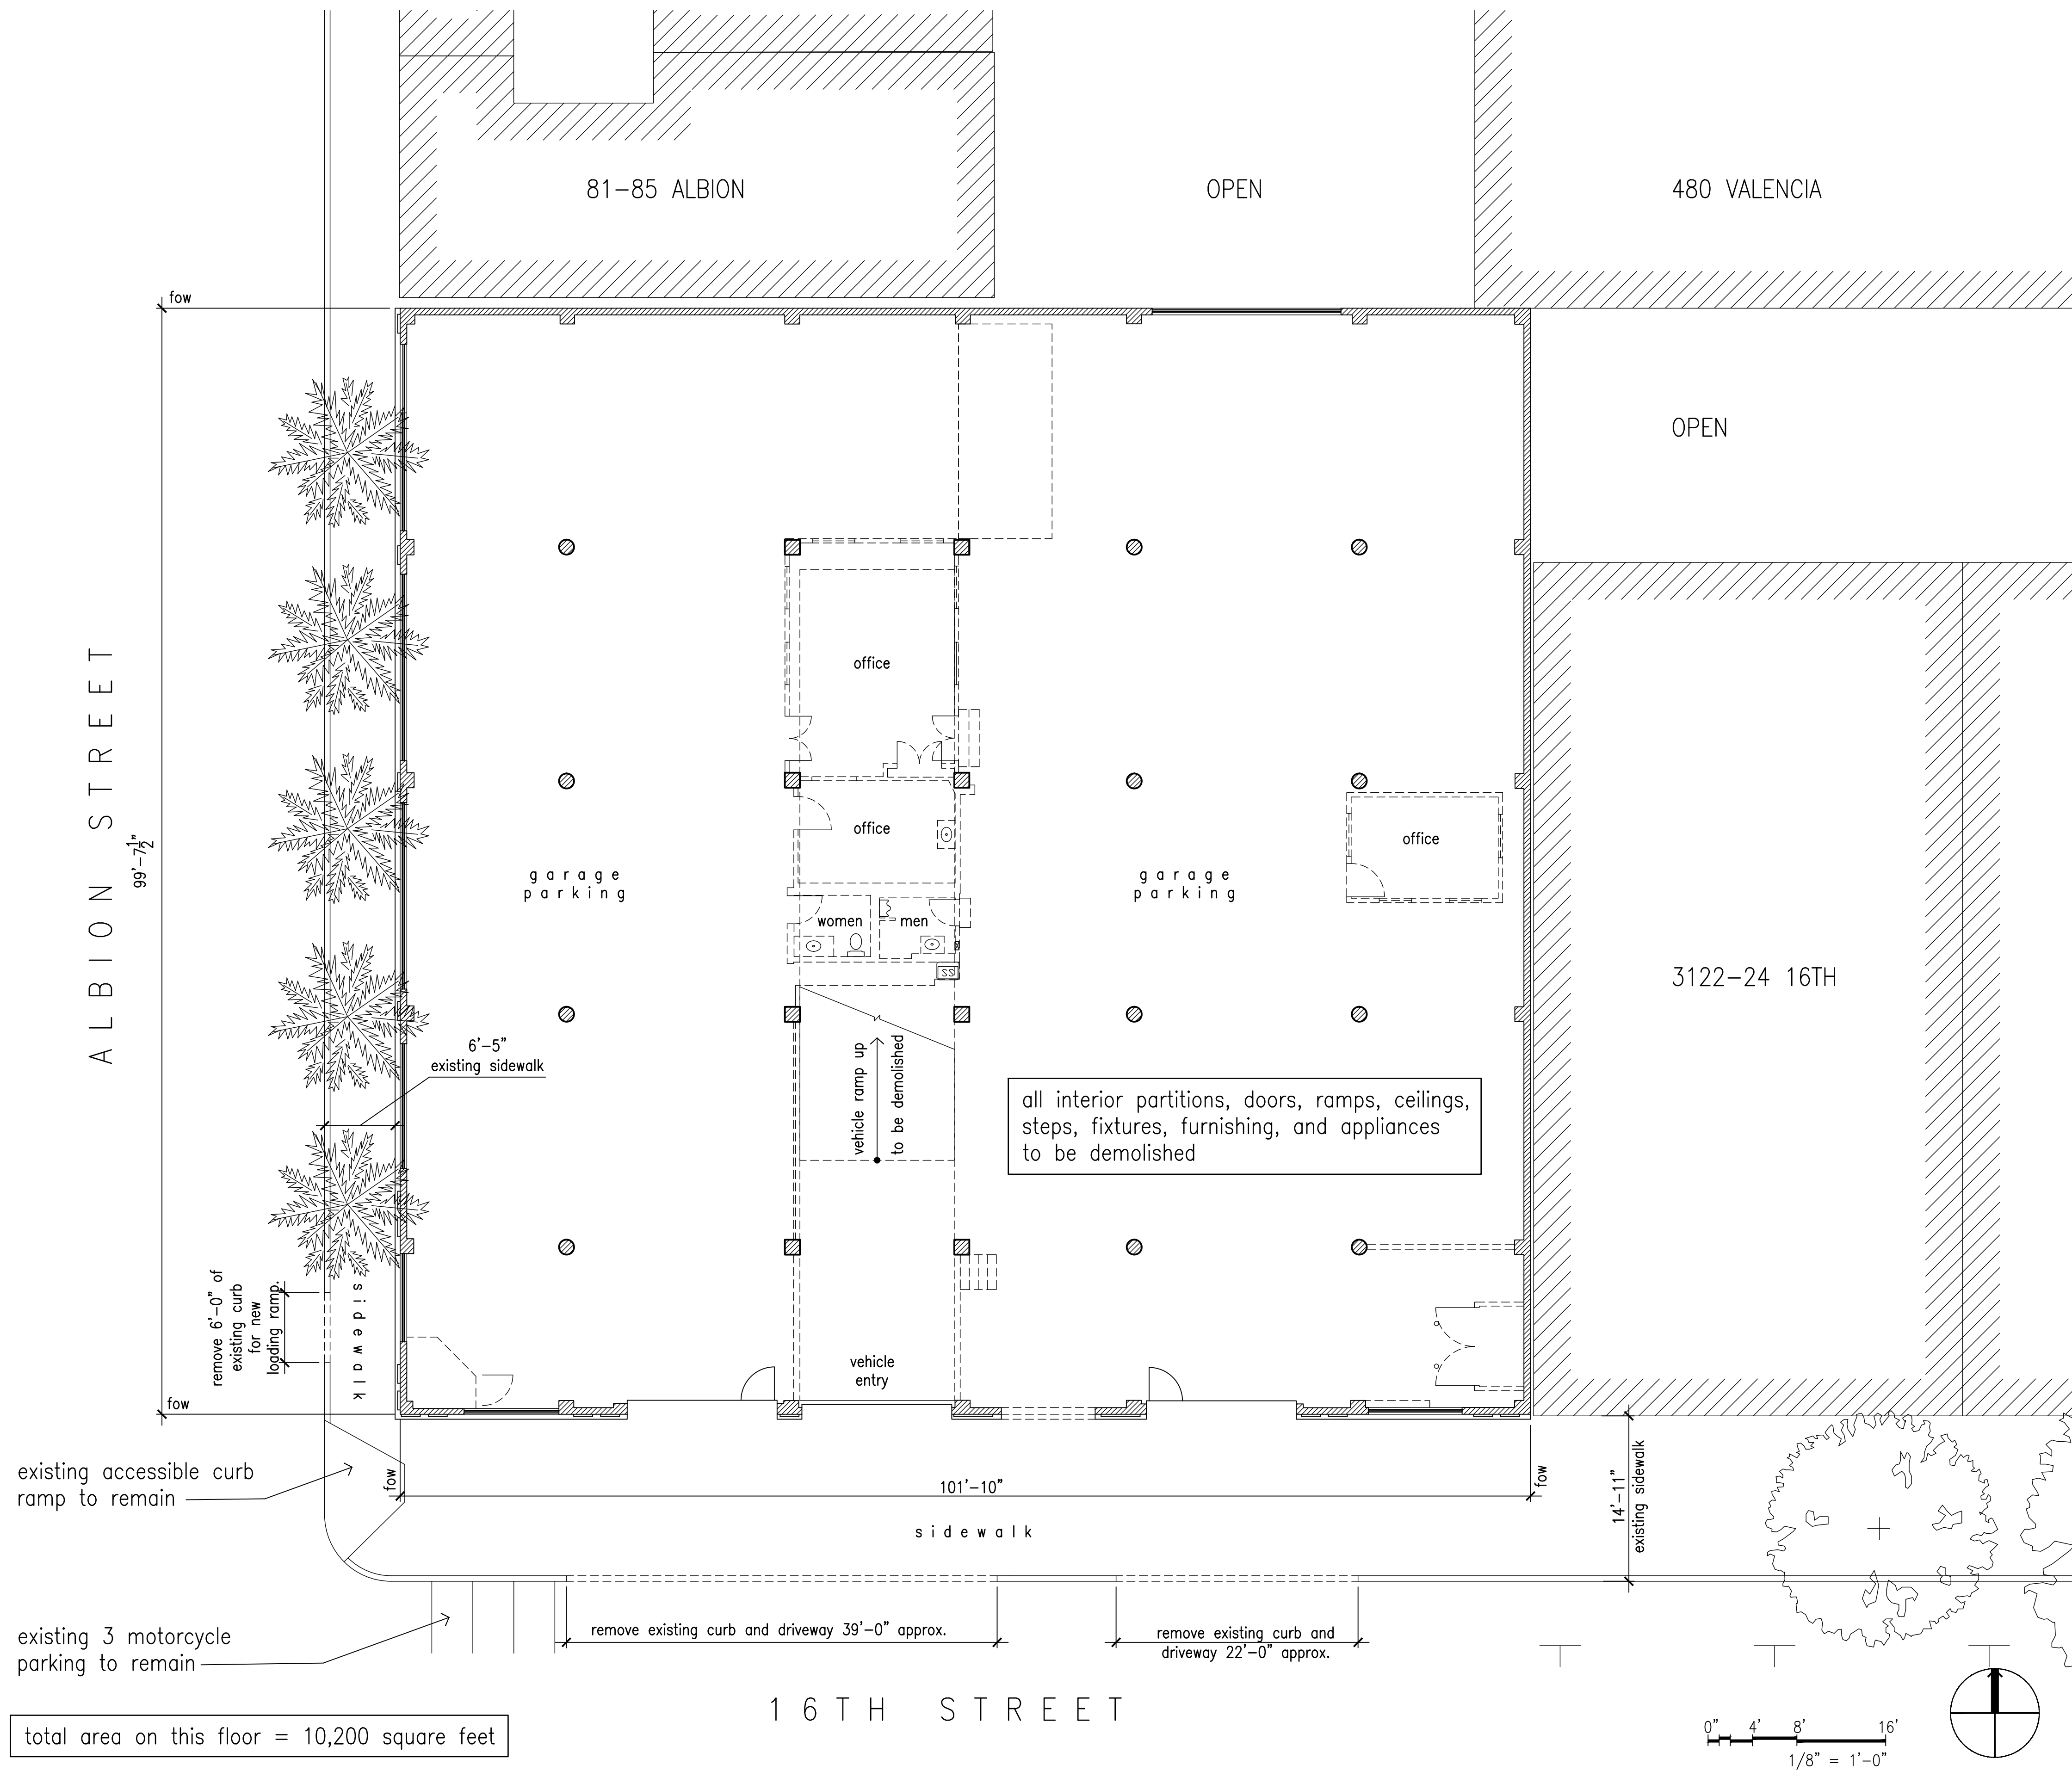 81-85 ALBION
OPEN
480 VALENCIA
fow
OPEN
ALBION STREET
99'-7 1/2"
office
office
office
garage
parking
garage
parking
women
men
SS
3122-24 16TH
6'-5"
existing sidewalk
vehicle ramp up
to be demolished
all interior partitions, doors, ramps, ceilings,
steps, fixtures, furnishing, and appliances
to be demolished
remove 6'-0" of
existing curb
for new
loading ramp.
sidewalk
vehicle
entry
fow
existing accessible curb
ramp to remain
fow
101'-10"
fow
14'-11"
existing sidewalk
sidewalk
existing 3 motorcycle
parking to remain
remove existing curb and driveway 39'-0" approx.
remove existing curb and
driveway 22'-0" approx.
16TH STREET
total area on this floor = 10,200 square feet
0" 4' 8' 16'
1/8" = 1'-0"